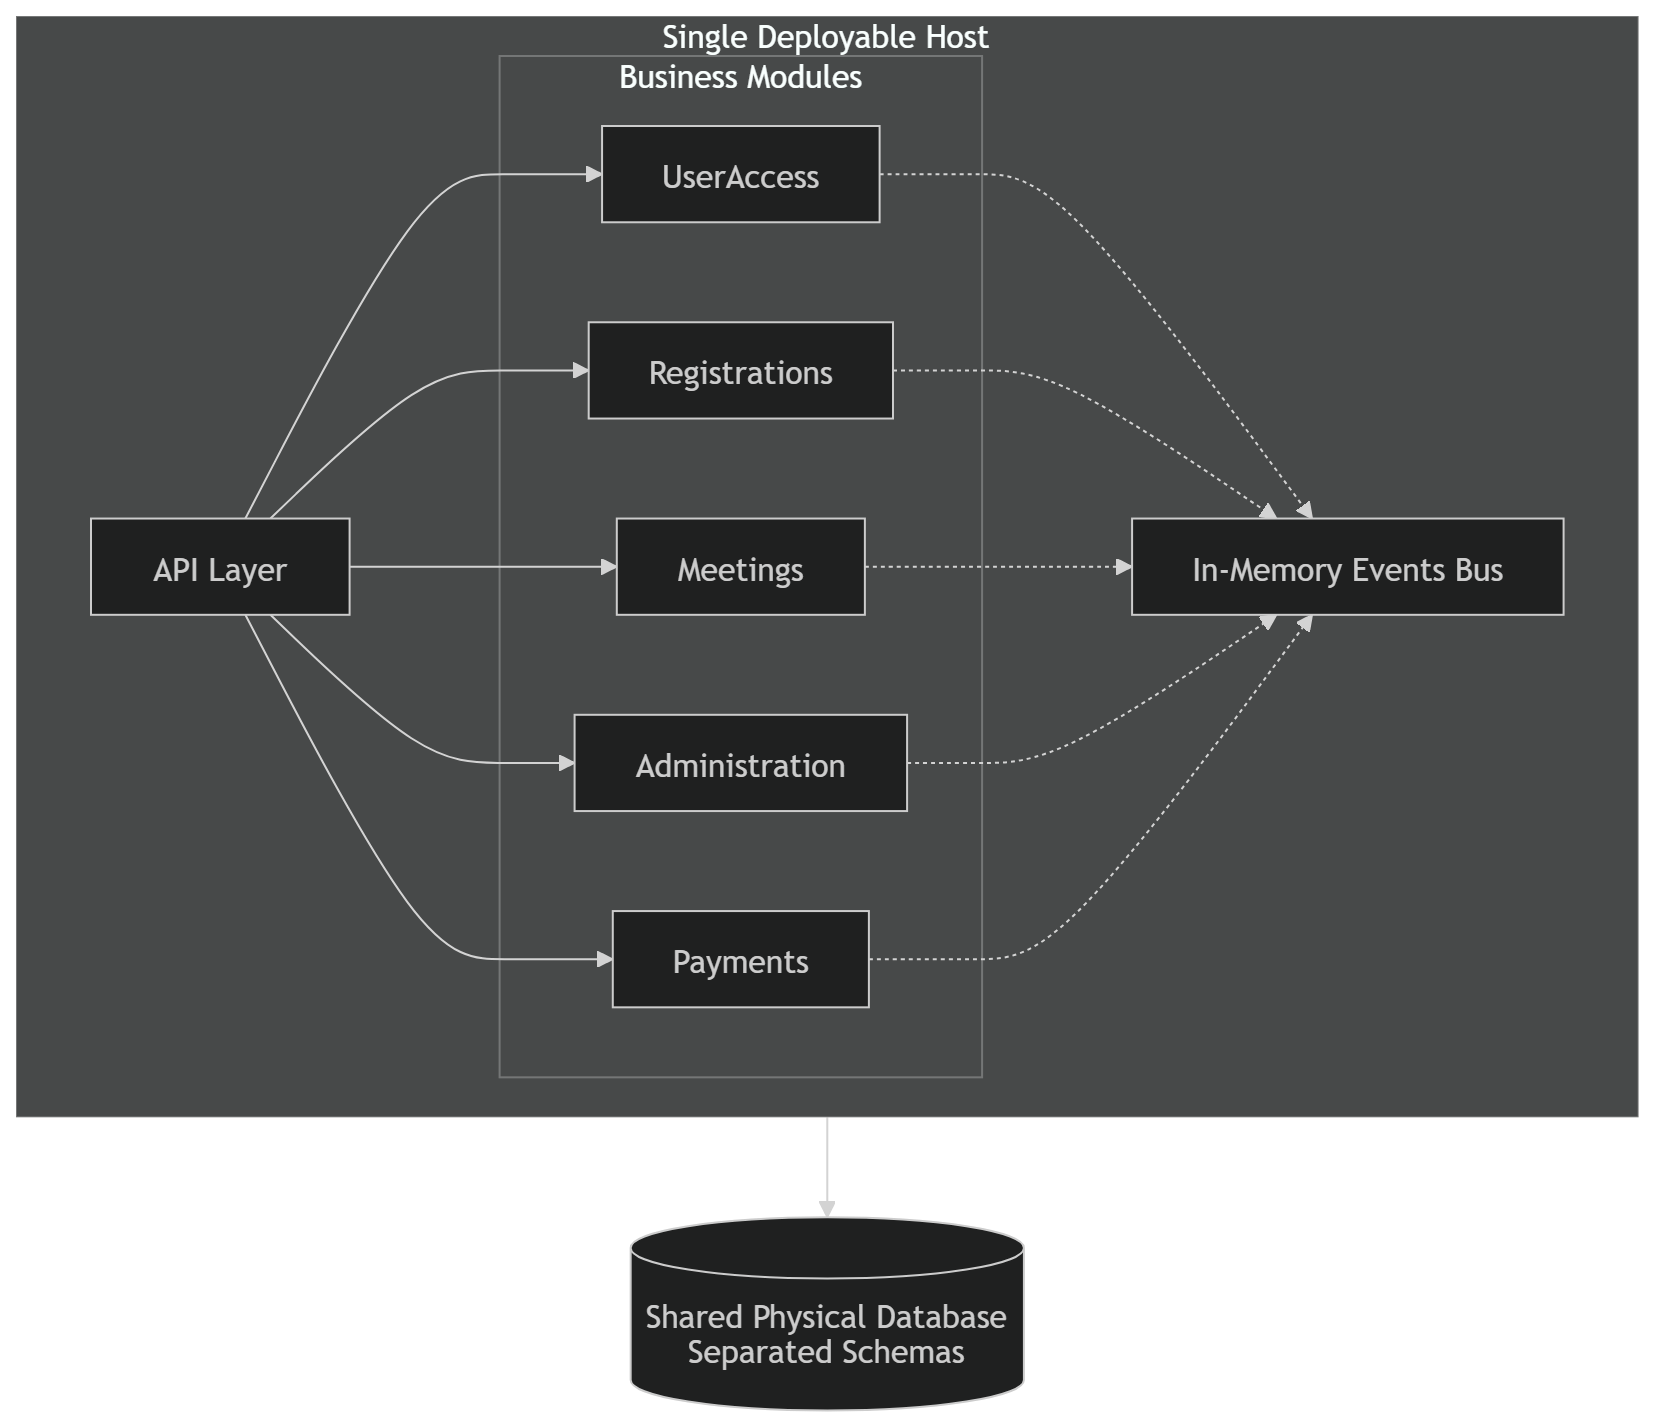 Single Deployable Host
Business Modules
UserAccess
Registrations
API Layer
Meetings
In-Memory Events Bus
Administration
Payments
Shared Physical Database
Separated Schemas